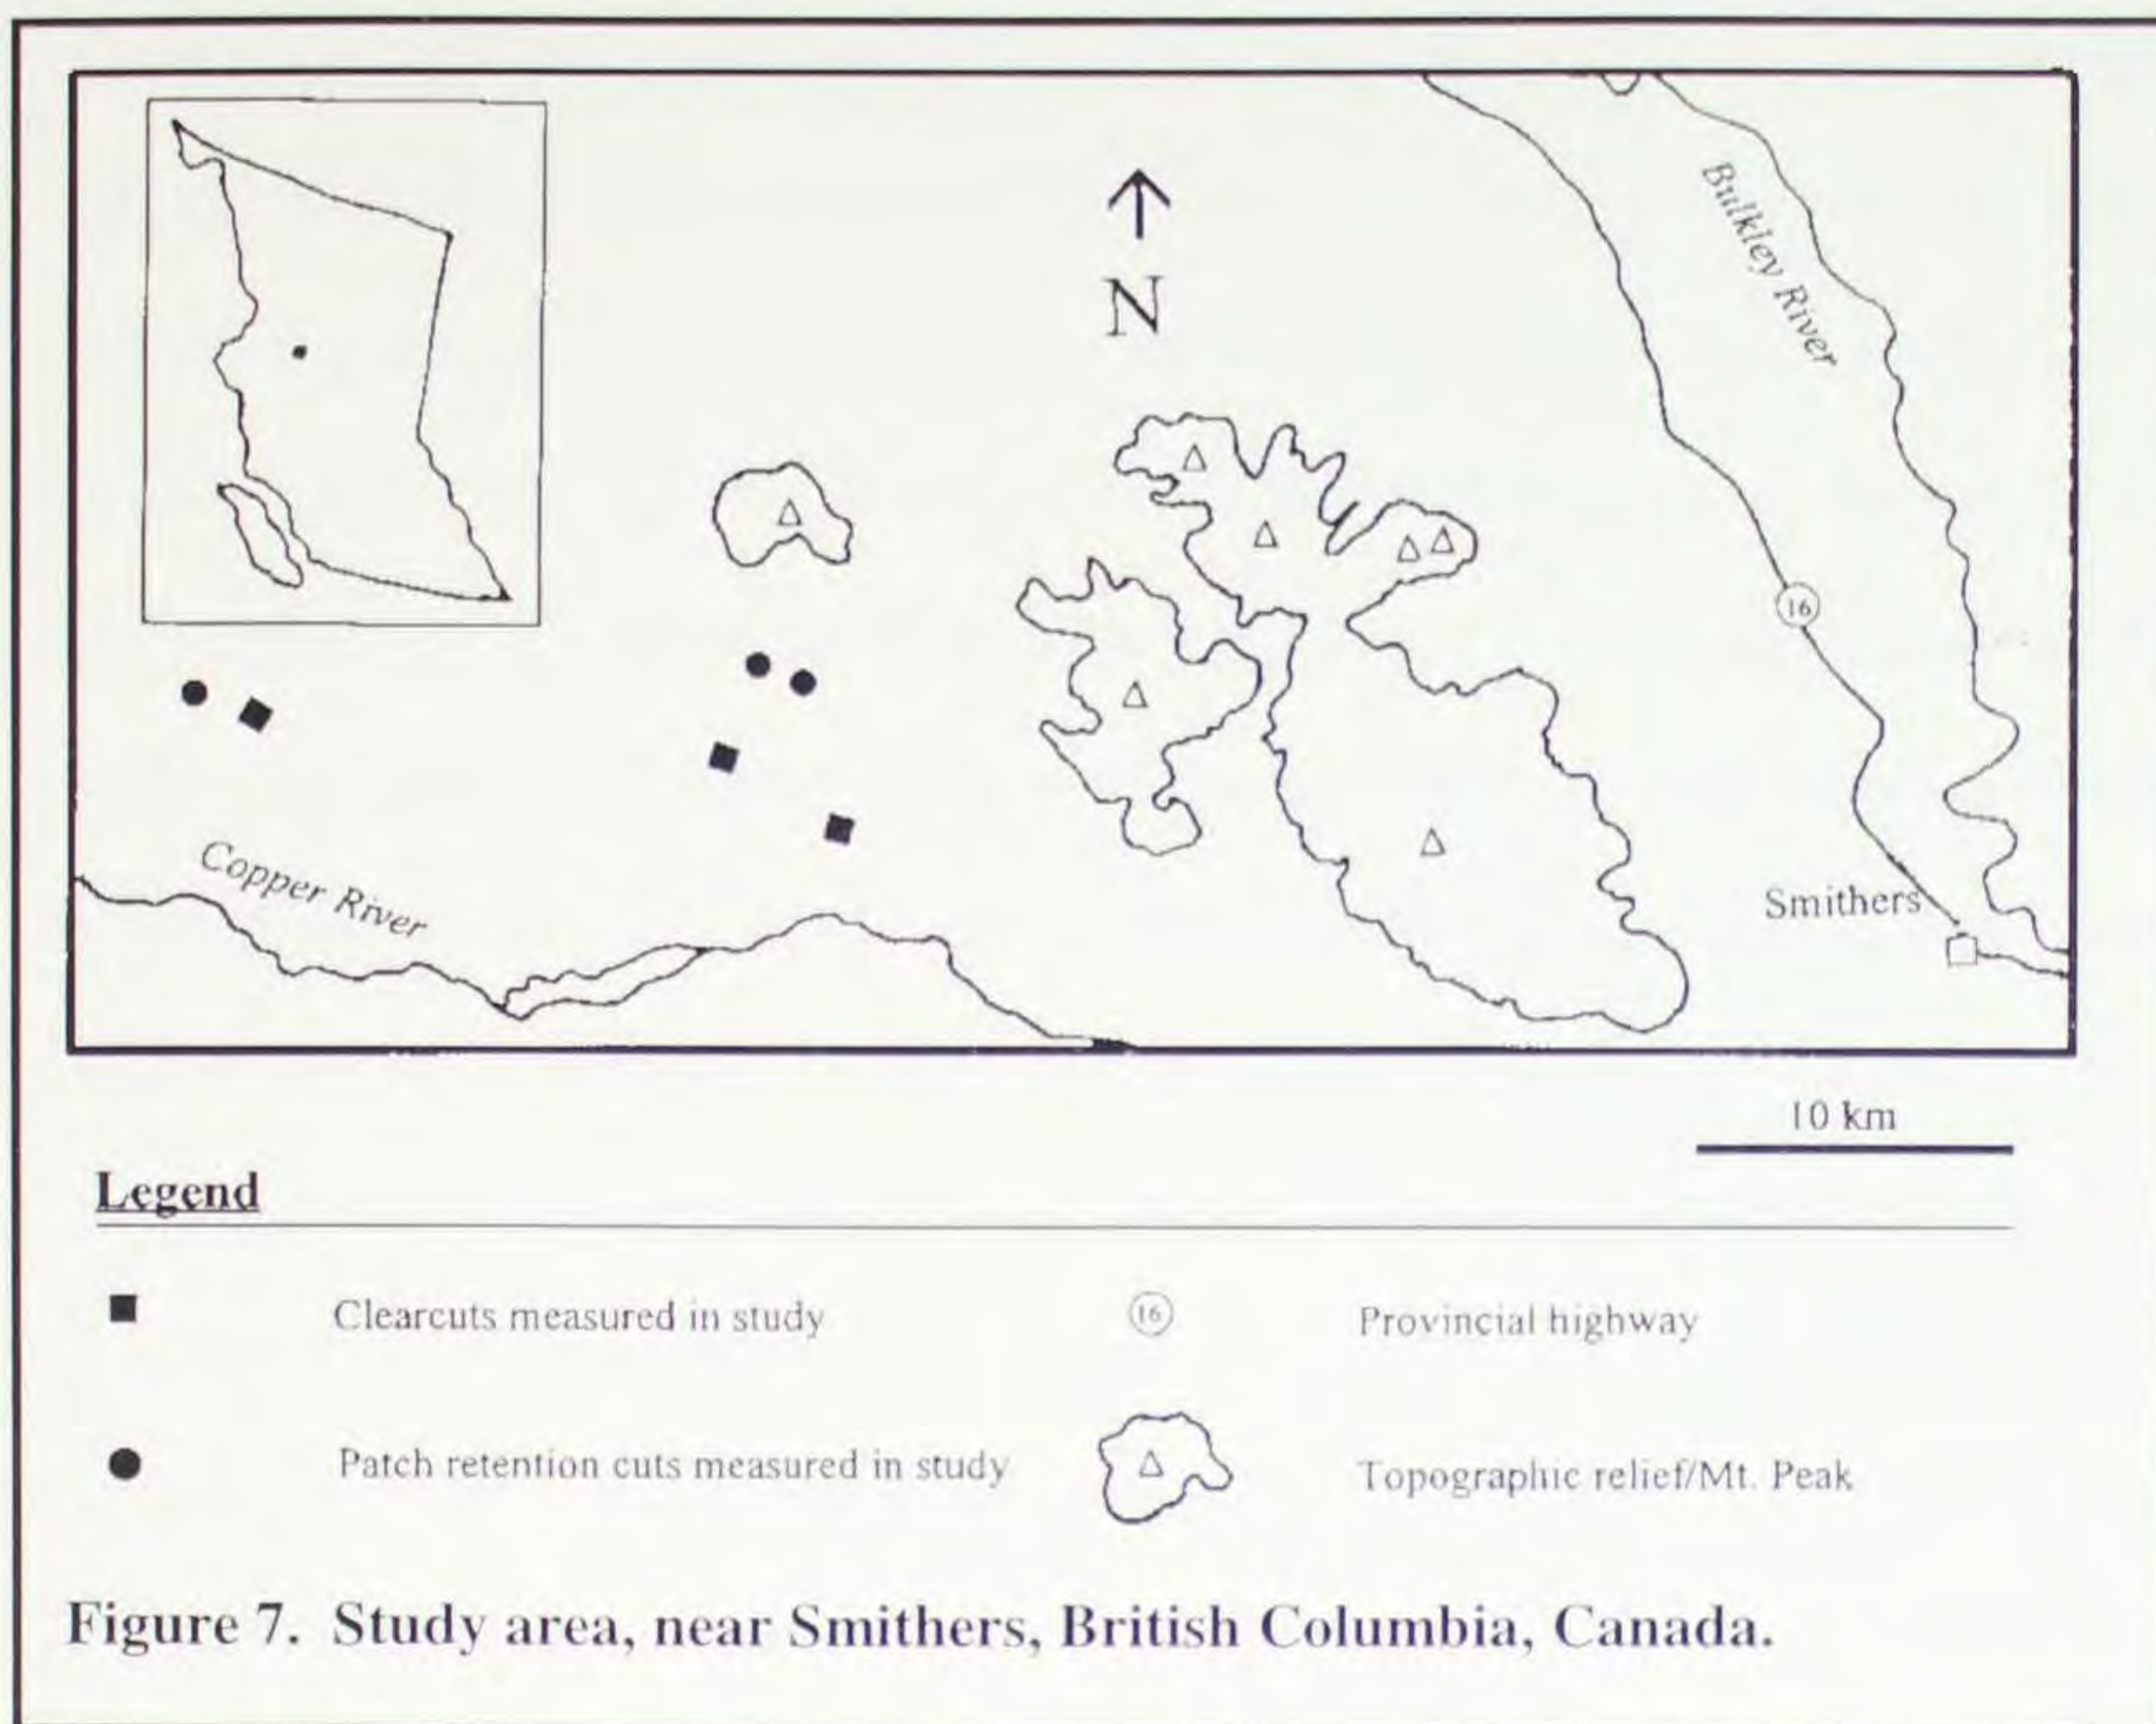 N
Bulkley River
16
Copper River
Smithers
10 km
Legend
Clearcuts measured in study
16
Provincial highway
Patch retention cuts measured in study
Topographic relief/Mt. Peak
Figure 7. Study area, near Smithers, British Columbia, Canada.